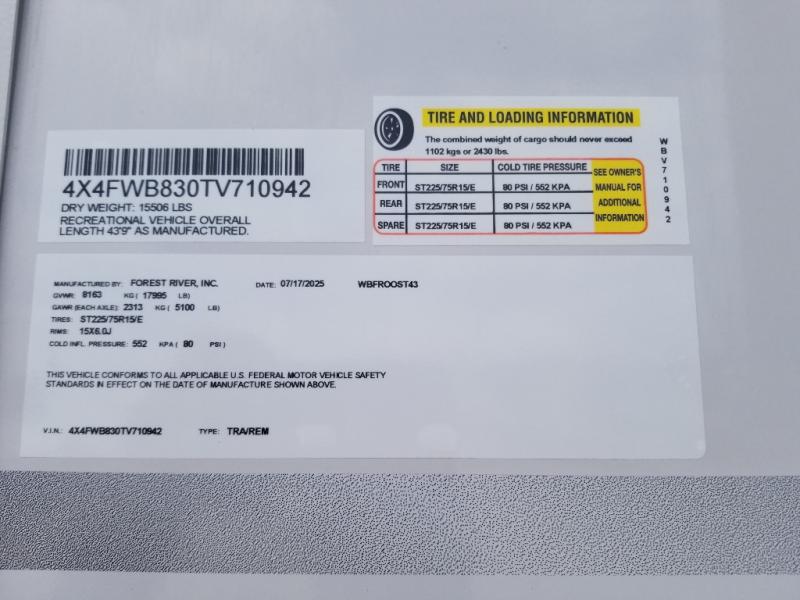 4X4FWB830TV710942
DRY WEIGHT: 15506 LBS
RECREATIONAL VEHICLE OVERALL
LENGTH 43'9" AS MANUFACTURED.
TIRE AND LOADING INFORMATION
The combined weight of cargo should never exceed
1102 kgs or 2430 lbs.
TIRE SIZE COLD TIRE PRESSURE SEE OWNER'S
FRONT ST225/75R15/E 80 PSI / 552 KPA MANUAL FOR
REAR ST225/75R15/E 80 PSI / 552 KPA ADDITIONAL
SPARE ST225/75R15/E 80 PSI / 552 KPA INFORMATION
WBV710942
MANUFACTURED BY: FOREST RIVER, INC. DATE: 07/17/2025 WBFROOST43
GVWR: 8163 KG ( 17995 LB)
GAWR (EACH AXLE): 2313 KG ( 5100 LB)
TIRES: ST225/75R15/E
RIMS: 15X6.0J
COLD INFL. PRESSURE: 552 KPA ( 80 PSI)
THIS VEHICLE CONFORMS TO ALL APPLICABLE U.S. FEDERAL MOTOR VEHICLE SAFETY
STANDARDS IN EFFECT ON THE DATE OF MANUFACTURE SHOWN ABOVE.
V.I.N.: 4X4FWB830TV710942 TYPE: TRA/REM